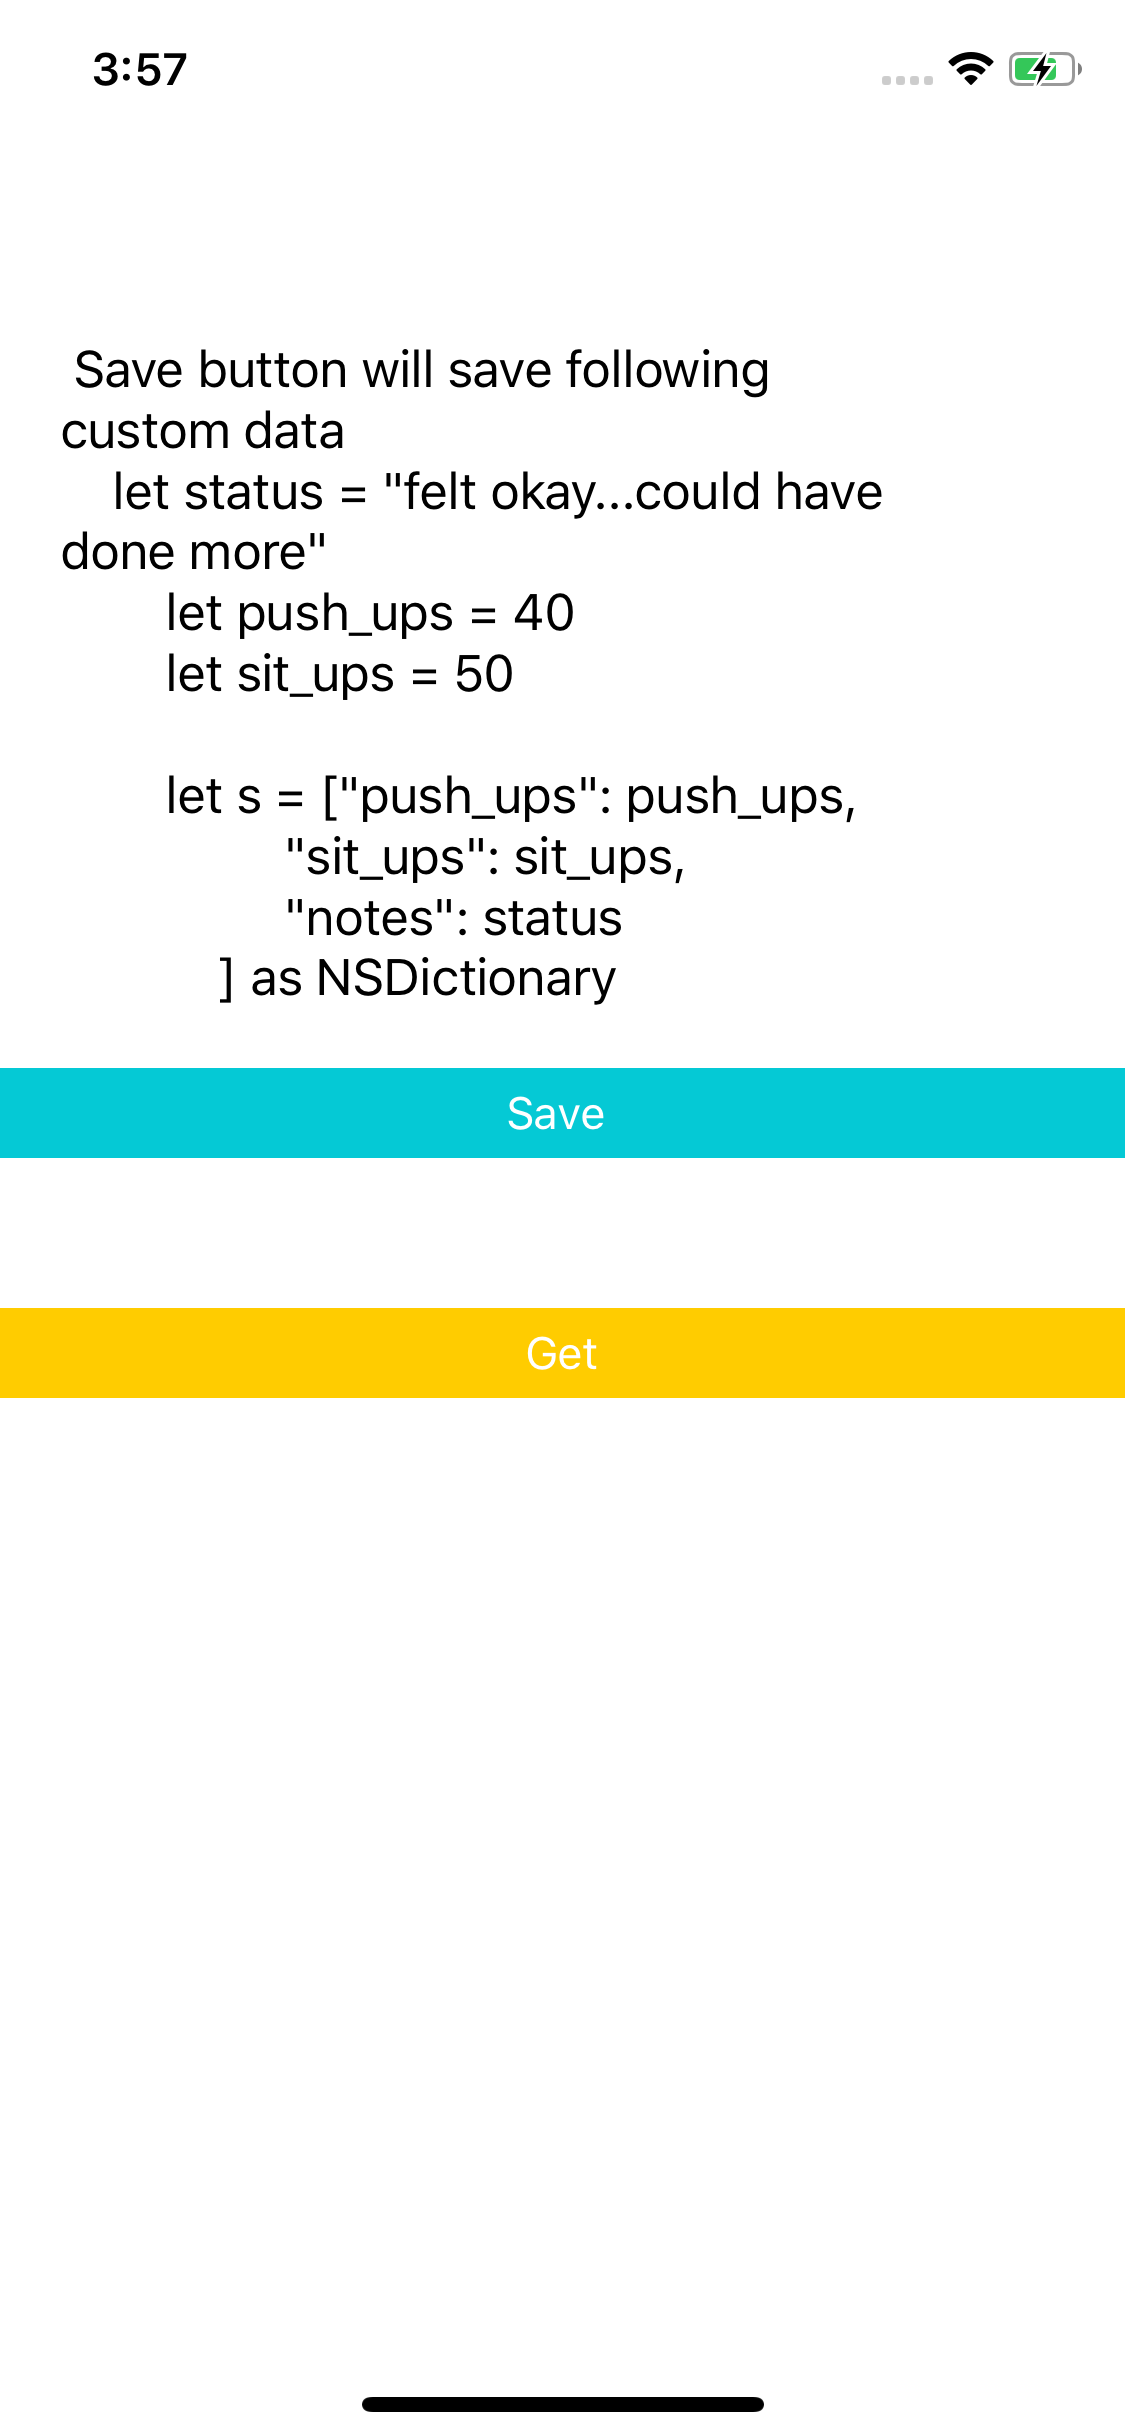 3:57
Save button will save following
custom data
let status = "felt okay...could have
done more"
let push_ups = 40
let sit_ups = 50
let s = ["push_ups": push_ups,
"sit_ups": sit_ups,
"notes": status
] as NSDictionary
Save
Get